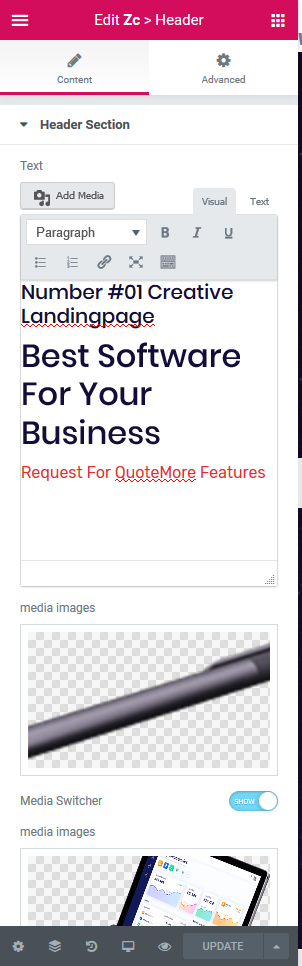 Edit Zc > Header
Content
Advanced
Header Section
Text
Add Media
Visual
Text
Paragraph
B I U
Number #01 Creative
Landingpage
Best Software
For Your
Business
Request For QuoteMore Features
media images
Media Switcher
SHOW
media images
UPDATE